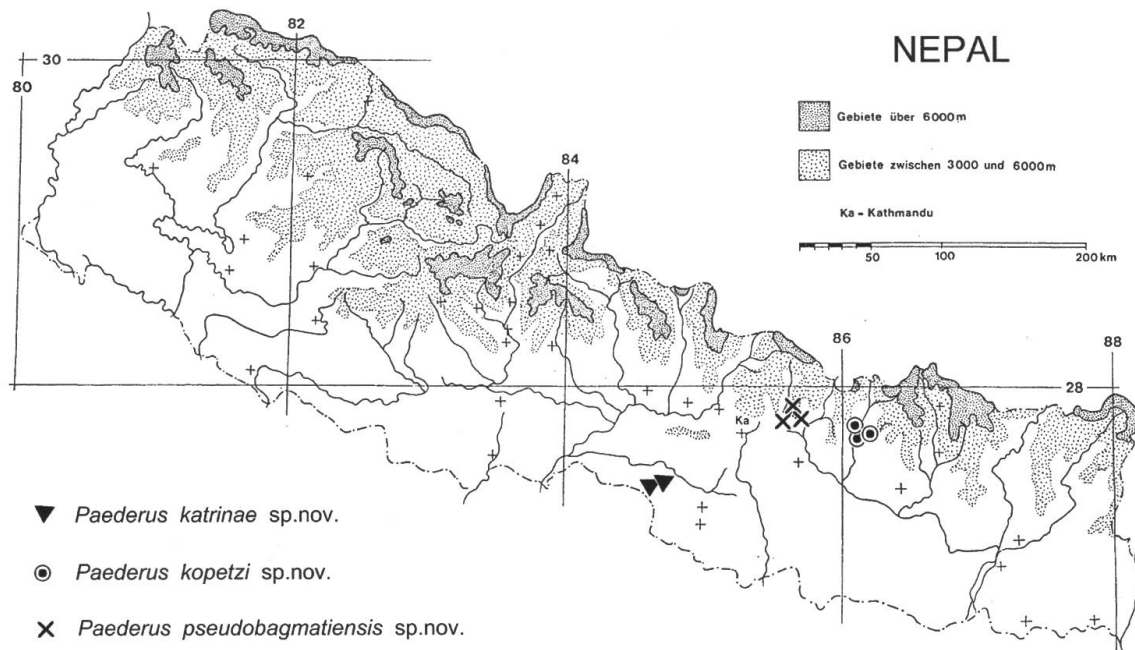 NEPAL
82
30
80
Gebiete über 6000m
Gebiete zwischen 3000 und 6000m
84
Ka - Kathmandu
50 100 200 km
86
88
28
Ka
Paederus katrinae sp.nov.
Paederus kopetzi sp.nov.
Paederus pseudobagmatiensis sp.nov.